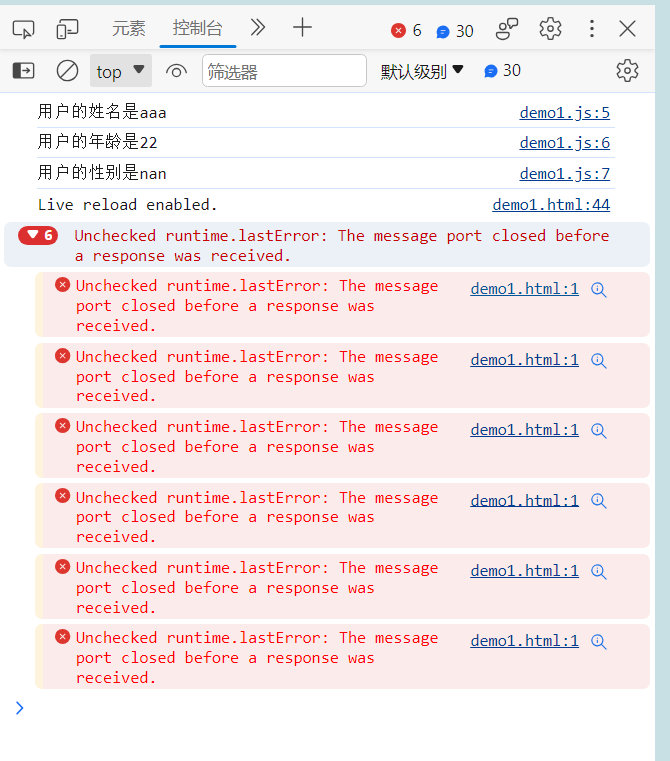 元素 控制台 6 30
top 筛选器 默认级别 30
用户的姓名是aaa demo1.js:5
用户的年龄是22 demo1.js:6
用户的性别是nan demo1.js:7
Live reload enabled. demo1.html:44
6 Unchecked runtime.lastError: The message port closed before
a response was received.
Unchecked runtime.lastError: The message demo1.html:1
port closed before a response was
received.
Unchecked runtime.lastError: The message demo1.html:1
port closed before a response was
received.
Unchecked runtime.lastError: The message demo1.html:1
port closed before a response was
received.
Unchecked runtime.lastError: The message demo1.html:1
port closed before a response was
received.
Unchecked runtime.lastError: The message demo1.html:1
port closed before a response was
received.
Unchecked runtime.lastError: The message demo1.html:1
port closed before a response was
received.